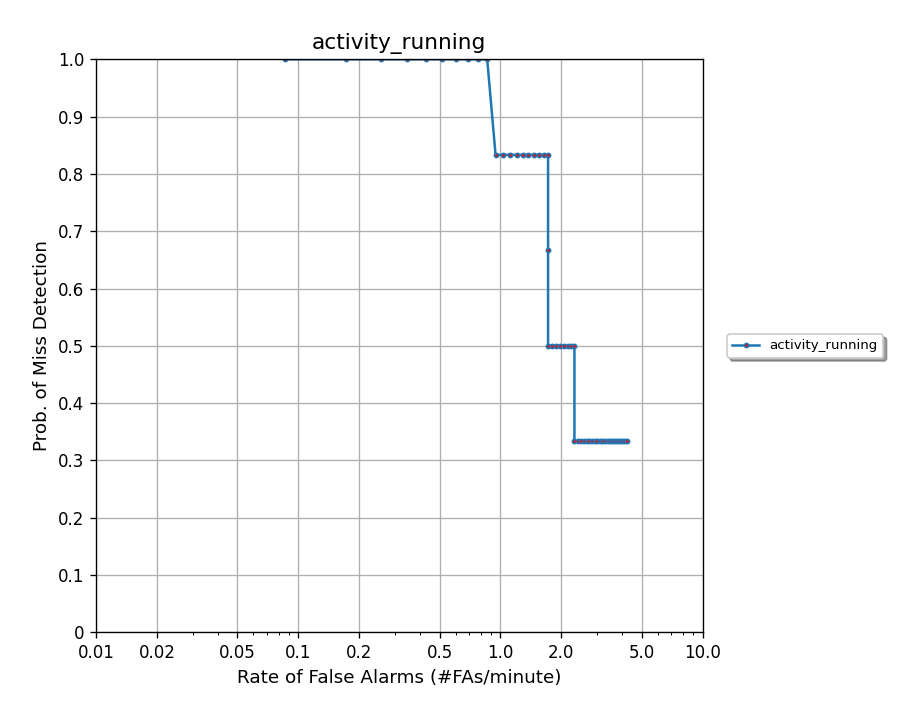 activity_running
1.0
0.9
0.8
0.7
0.6
0.5
0.4
0.3
0.2
0.1
0
Prob. of Miss Detection
0.01 0.02 0.05 0.1 0.2 0.5 1.0 2.0 5.0 10.0
Rate of False Alarms (#FAs/minute)
activity_running